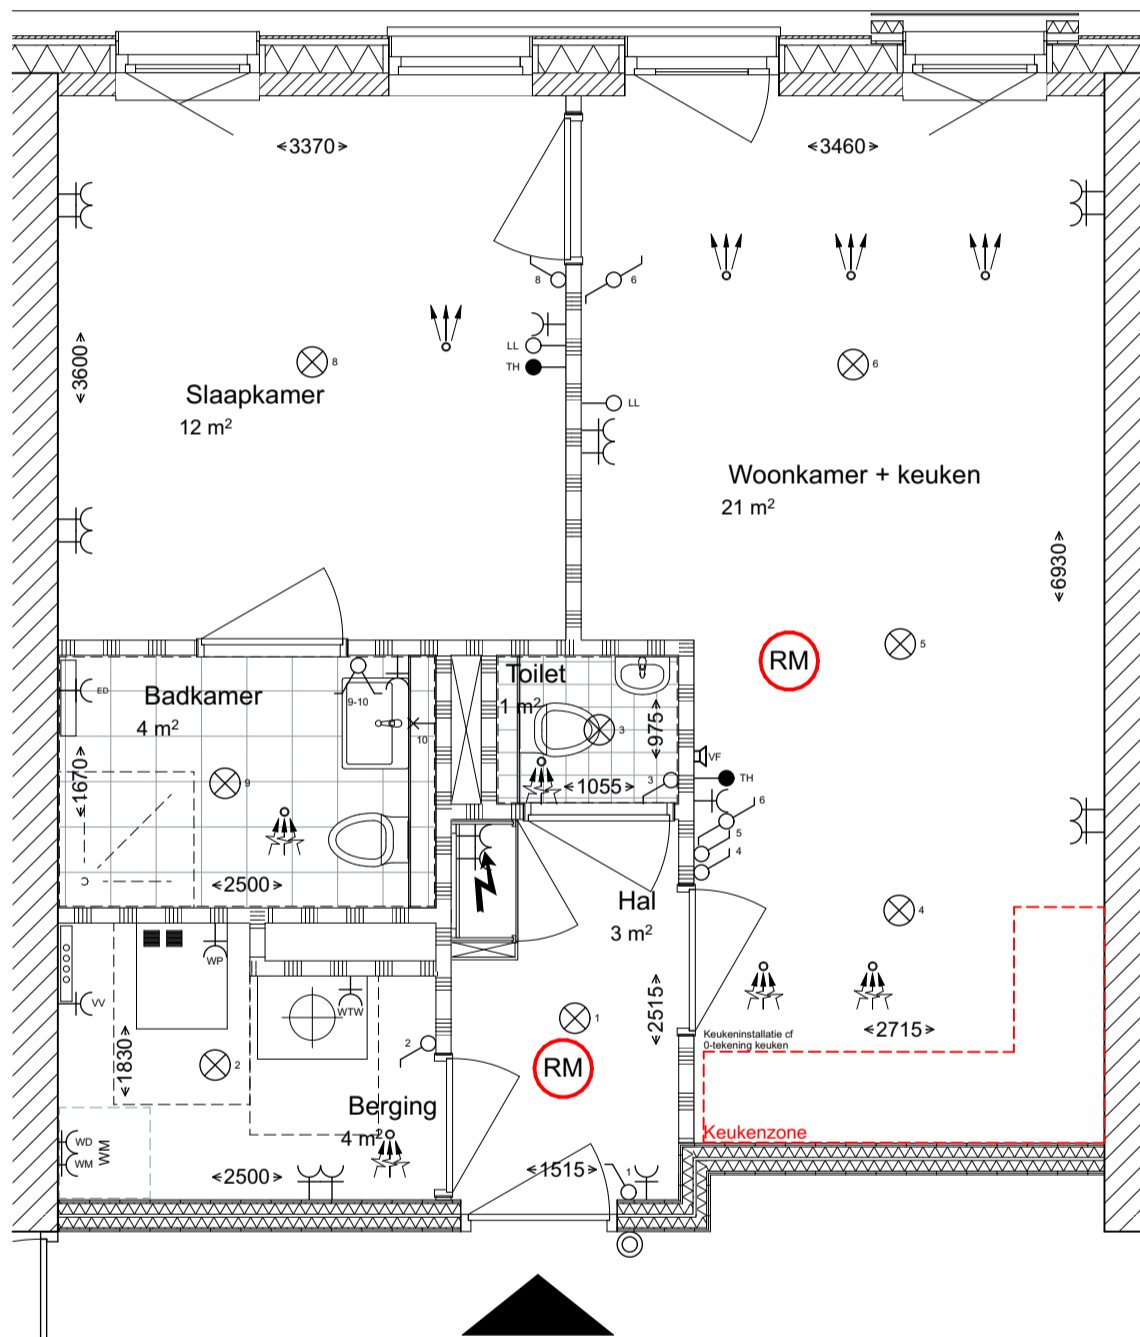 3370
3460
8
6
3600
LL
TH
8
6
Slaapkamer
12 m²
LL
Woonkamer + keuken
21 m²
6930
5
RM
Toilet
1 m²
Badkamer
4 m²
ED
9-10
10
3
975
VF
1670
9
1055
3
TH
6
5
4
2500
Hal
3 m²
4
WP
VV
WTW
2515
1
2715
Keukeninstallatie cf
0-tekening keuken
2
1830
2
RM
Berging
4 m²
Keukenzone
WD
WM
WM
2500
1515
1